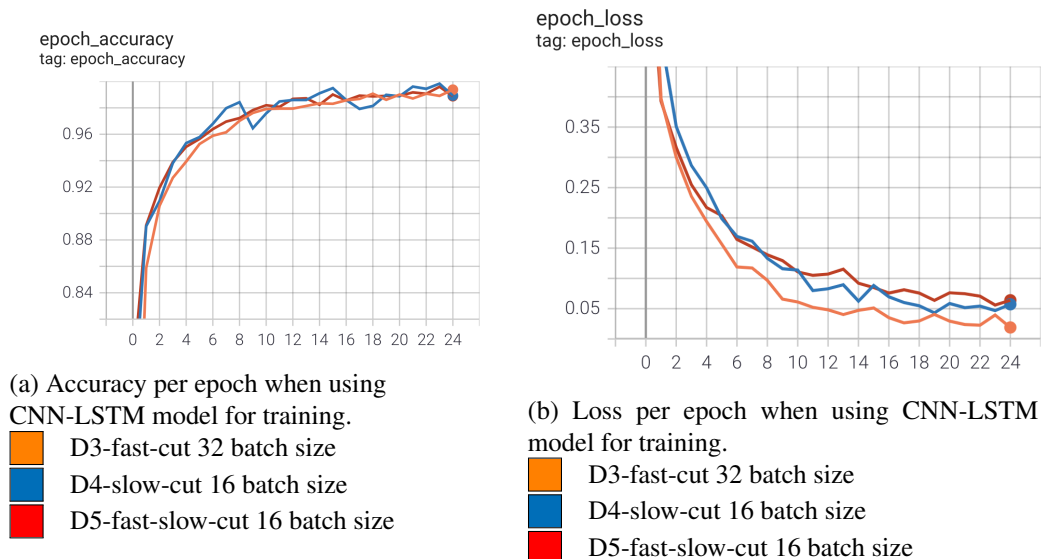 epoch_accuracy
tag: epoch_accuracy
0.96
0.92
0.88
0.84
0 2 4 6 8 10 12 14 16 18 20 22 24
(a) Accuracy per epoch when using
CNN-LSTM model for training.
D3-fast-cut 32 batch size
D4-slow-cut 16 batch size
D5-fast-slow-cut 16 batch size
epoch_loss
tag: epoch_loss
0.35
0.25
0.15
0.05
0 2 4 6 8 10 12 14 16 18 20 22 24
(b) Loss per epoch when using CNN-LSTM
model for training.
D3-fast-cut 32 batch size
D4-slow-cut 16 batch size
D5-fast-slow-cut 16 batch size